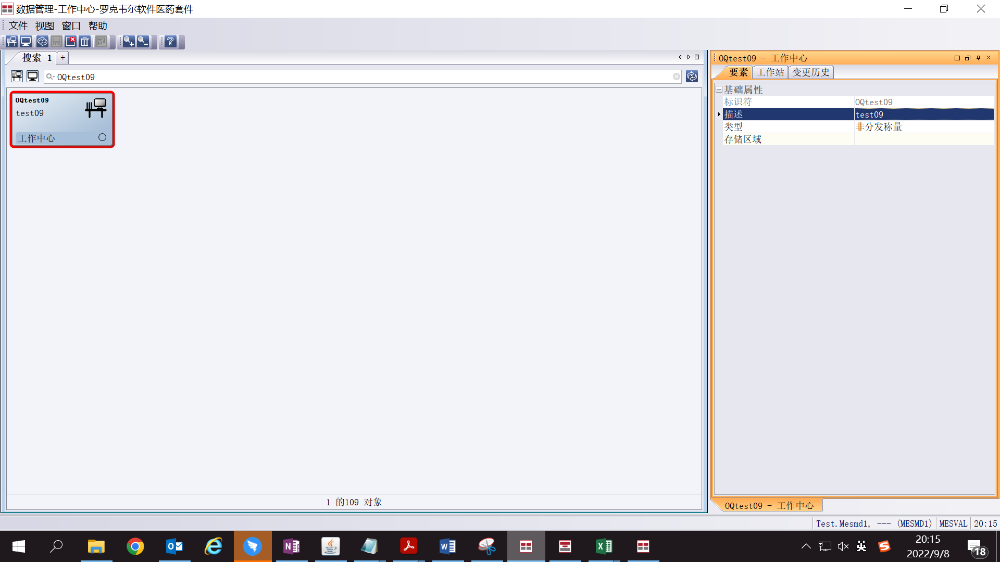 数据管理-工作中心-罗克韦尔软件医药套件
文件 视图 窗口 帮助
搜索 1 +
OQtest09
OQtest09
test09
工作中心
1 的109 对象
OQtest09 - 工作中心
要素 工作站 变更历史
基础属性
标识符 OQtest09
描述 test09
类型 非分发称量
存储区域
OQtest09 - 工作中心
Test.Mesmd1, --- (MESMD1) MESVAL 20:15
英
20:15
2022/9/8
18